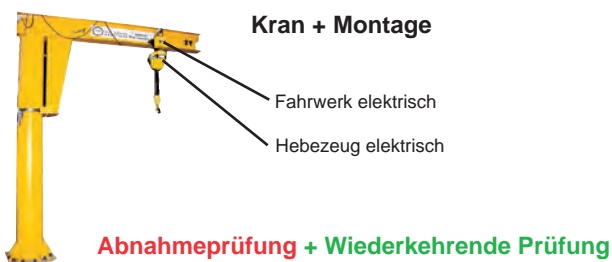 Kran + Montage
Fahrwerk elektrisch
Hebezeug elektrisch
Abnahmeprüfung + Wiederkehrende Prüfung